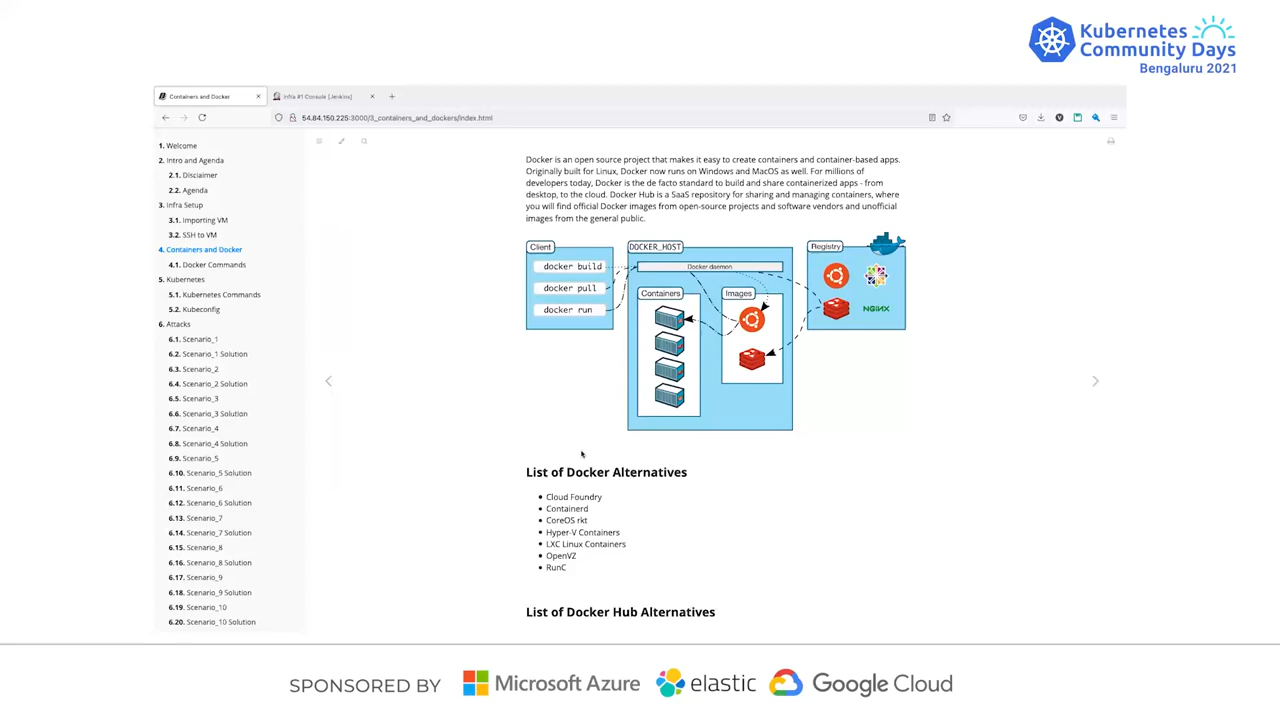 Kubernetes
Community Days
Bengaluru 2021
Containers and Docker
Infra #1 Console [Jenkins]
54.84.150.225:3000/3_containers_and_dockers/index.html
1. Welcome
2. Intro and Agenda
2.1. Disclaimer
2.2. Agenda
3. Infra Setup
3.1. Importing VM
3.2. SSH to VM
4. Containers and Docker
4.1. Docker Commands
5. Kubernetes
5.1. Kubernetes Commands
5.2. Kubeconfig
6. Attacks
6.1. Scenario_1
6.2. Scenario_1 Solution
6.3. Scenario_2
6.4. Scenario_2 Solution
6.5. Scenario_3
6.6. Scenario_3 Solution
6.7. Scenario_4
6.8. Scenario_4 Solution
6.9. Scenario_5
6.10. Scenario_5 Solution
6.11. Scenario_6
6.12. Scenario_6 Solution
6.13. Scenario_7
6.14. Scenario_7 Solution
6.15. Scenario_8
6.16. Scenario_8 Solution
6.17. Scenario_9
6.18. Scenario_9 Solution
6.19. Scenario_10
6.20. Scenario_10 Solution
Docker is an open source project that makes it easy to create containers and container-based apps.
Originally built for Linux, Docker now runs on Windows and MacOS as well. For millions of
developers today, Docker is the de facto standard to build and share containerized apps - from
desktop, to the cloud. Docker Hub is a SaaS repository for sharing and managing containers, where
you will find official Docker images from open-source projects and software vendors and unofficial
images from the general public.
Client
docker build
docker pull
docker run
DOCKER_HOST
Docker daemon
Containers
Images
Registry
NGINX
List of Docker Alternatives
Cloud Foundry
Containerd
CoreOS rkt
Hyper-V Containers
LXC Linux Containers
OpenVZ
RunC
List of Docker Hub Alternatives
SPONSORED BY
Microsoft Azure
elastic
Google Cloud